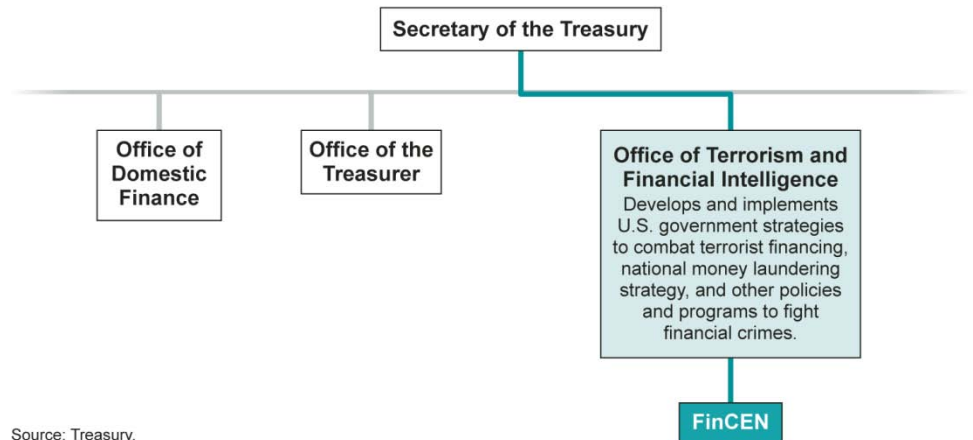 Secretary of the Treasury
Office of
Domestic
Finance
Office of the
Treasurer
Office of Terrorism and
Financial Intelligence
Develops and implements
U.S. government strategies
to combat terrorist financing,
national money laundering
strategy, and other policies
and programs to fight
financial crimes.
FinCEN
Source: Treasury.